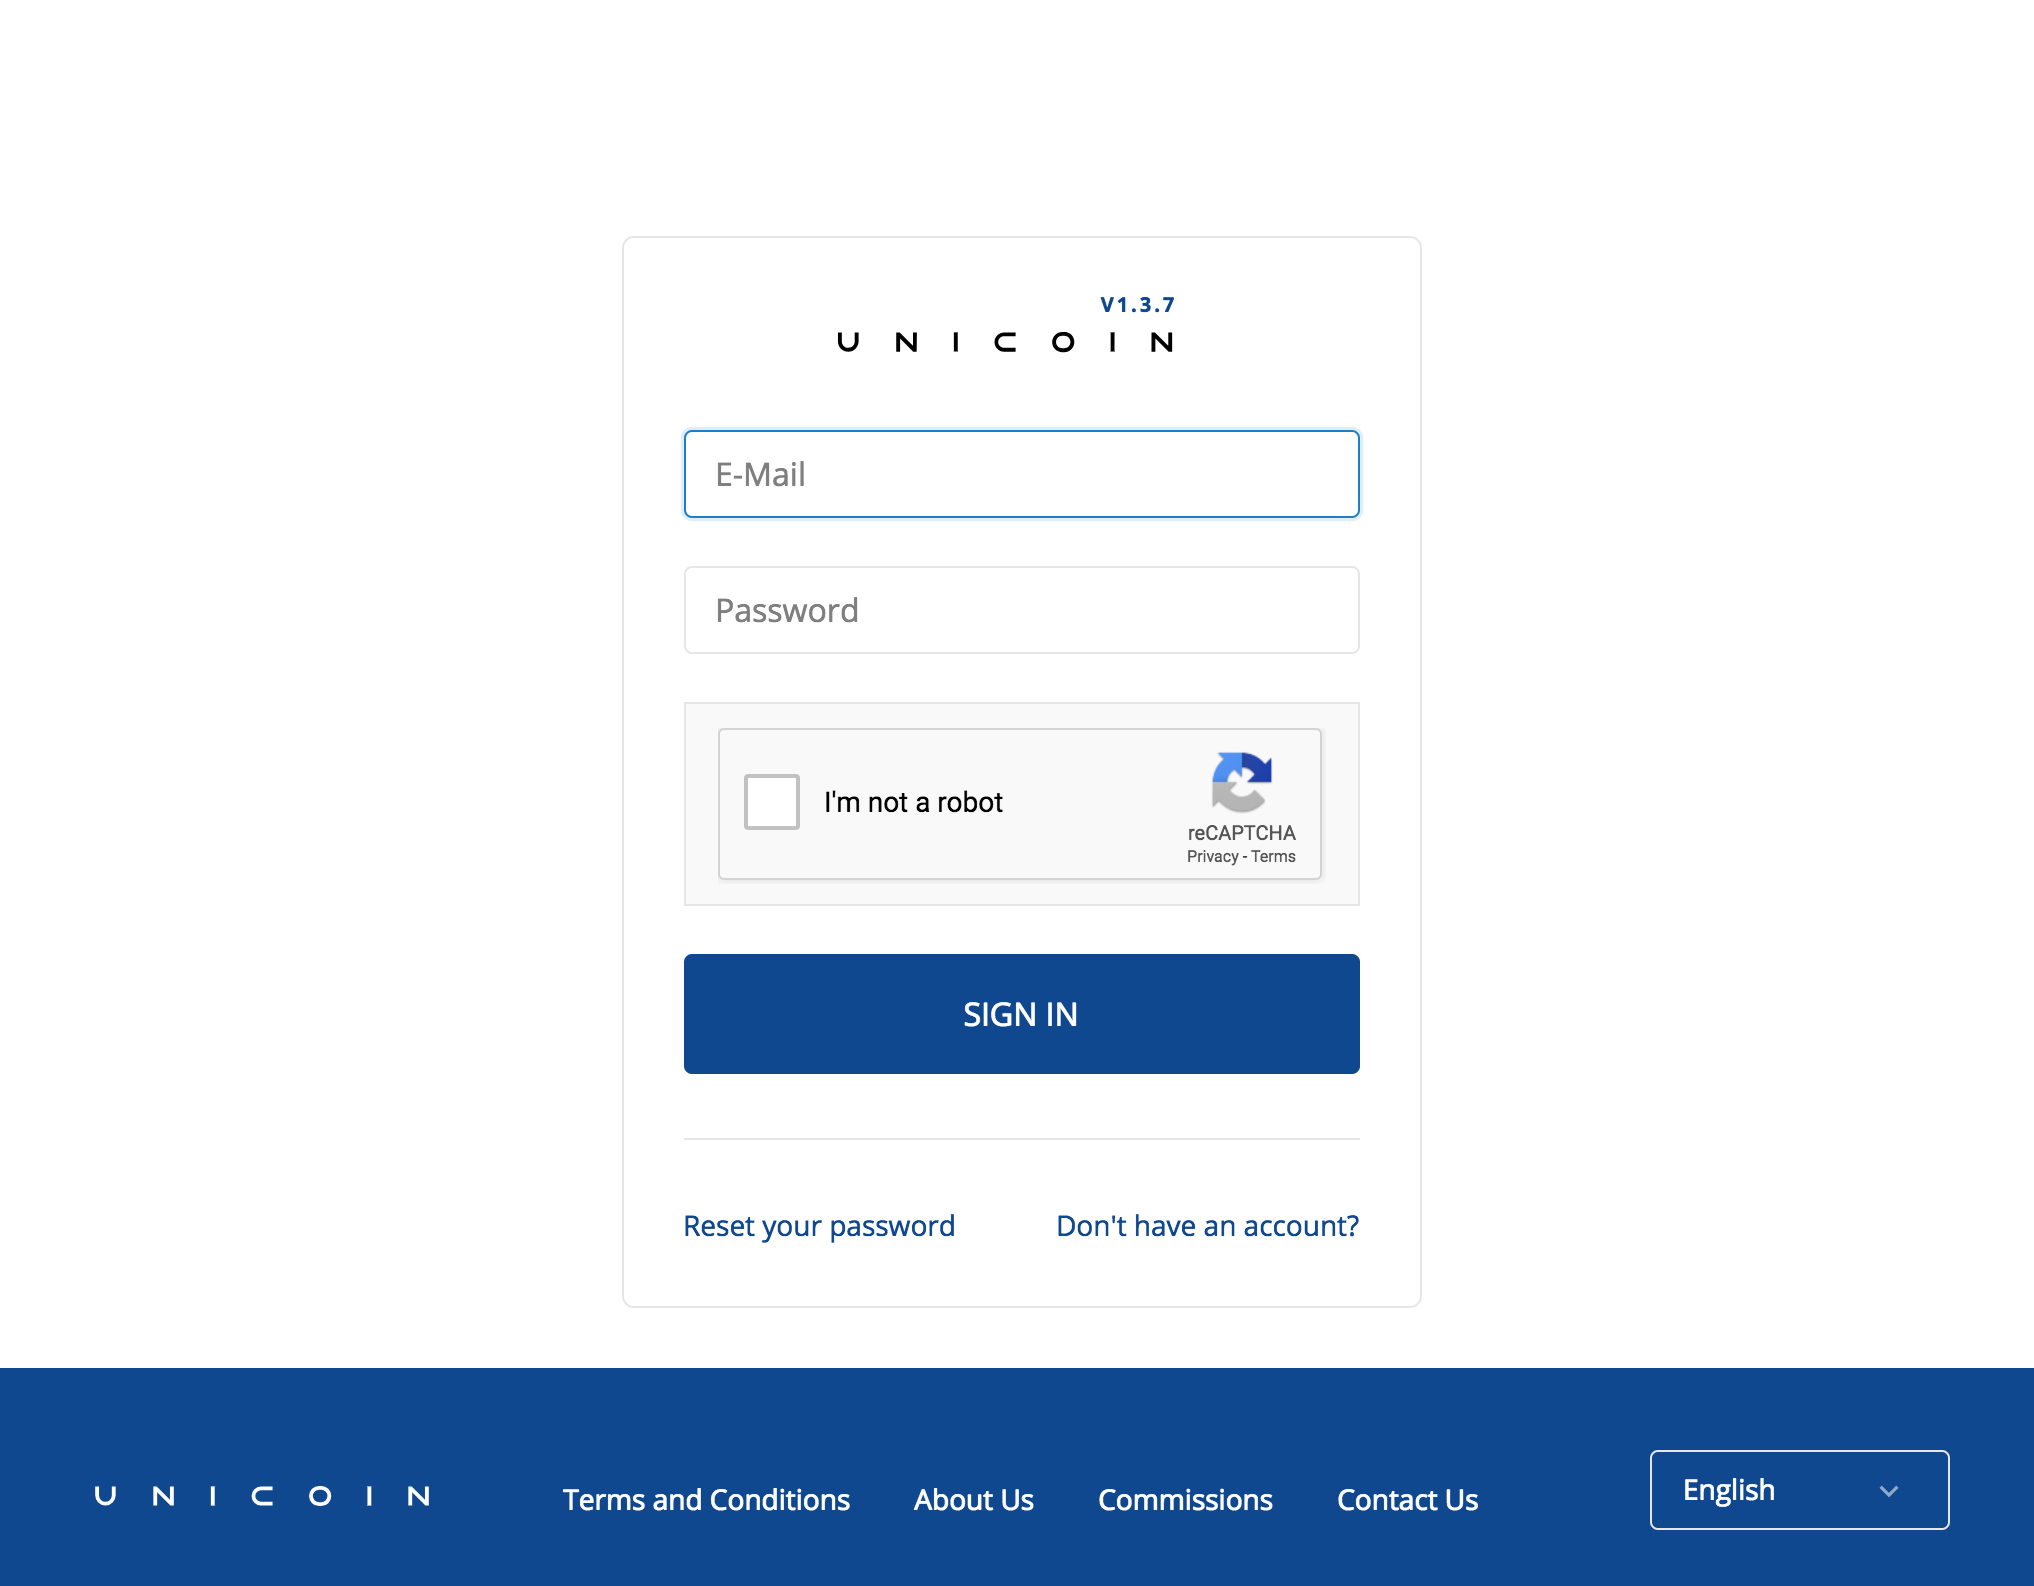 V1.3.7
UNICOIN
E-Mail
Password
I'm not a robot
reCAPTCHA
Privacy - Terms
SIGN IN
Reset your password Don't have an account?
UNICOIN Terms and Conditions About Us Commissions Contact Us English